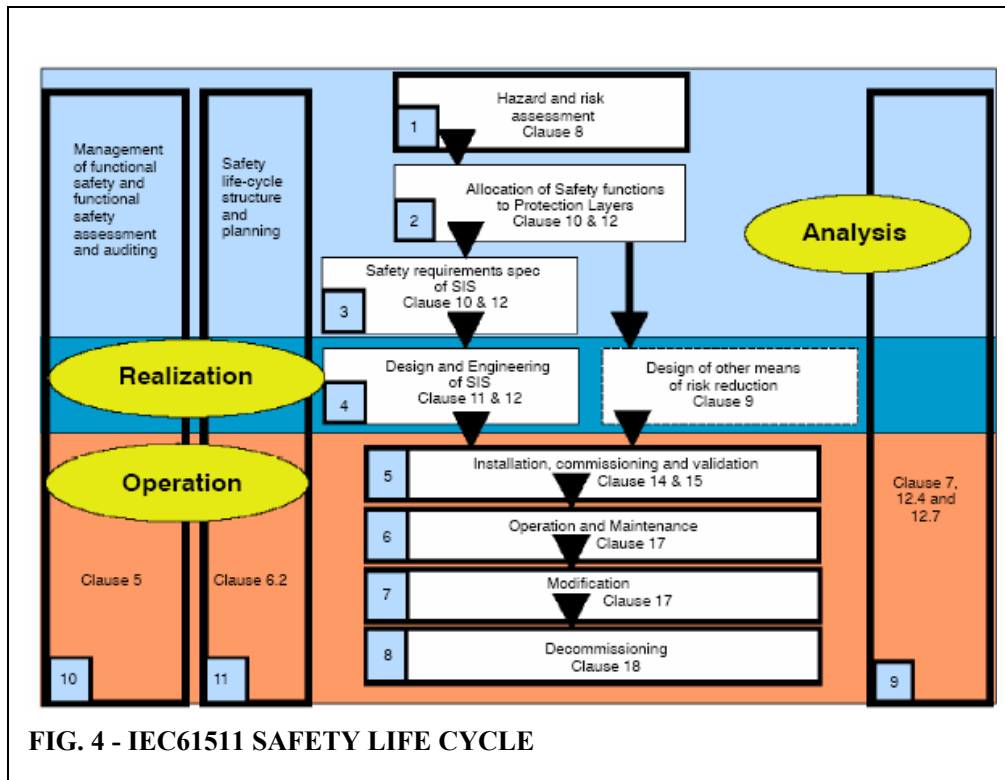 Hazard and risk
assessment
Clause 8
1
Management
of functional
safety and
functional
safety
assessment
and auditing
Safety
life-cycle
structure
and
planning
Allocation of Safety functions
to Protection Layers
Clause 10 & 12
2
Analysis
Safety requirements spec
of SIS
Clause 10 & 12
3
Realization
Design and Engineering
of SIS
Clause 11 & 12
4
Design of other means
of risk reduction
Clause 9
Operation
5
Installation, commissioning and validation
Clause 14 & 15
Clause 7,
12.4 and
12.7
6
Operation and Maintenance
Clause 17
Clause 5
Clause 6.2
7
Modification
Clause 17
8
Decommissioning
Clause 18
10
11
9
FIG. 4 - IEC61511 SAFETY LIFE CYCLE